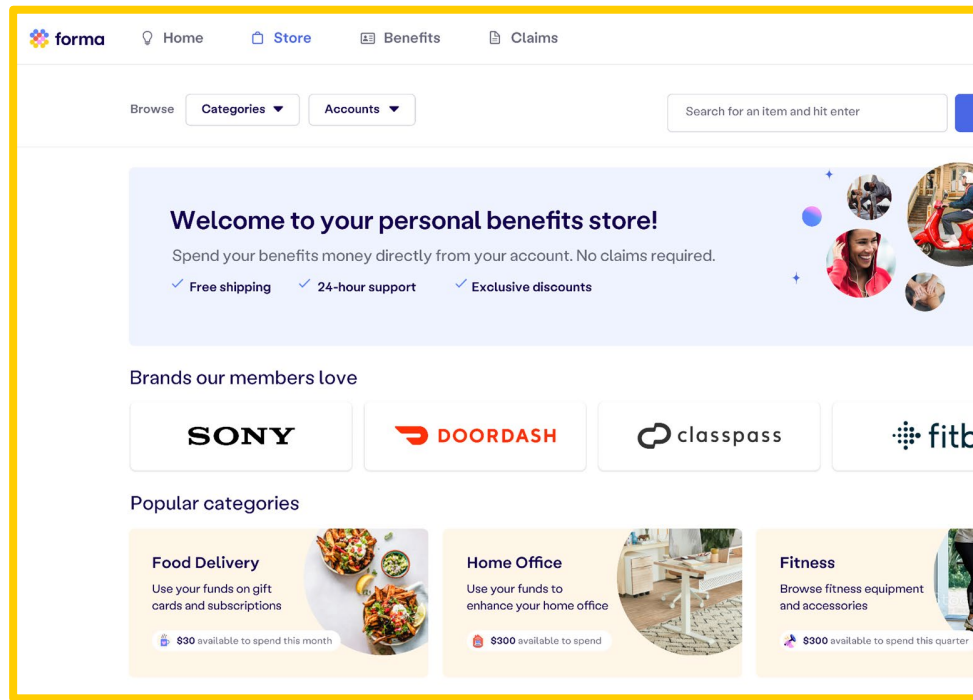 forma
Home
Store
Benefits
Claims
Browse
Categories
Accounts
Search for an item and hit enter
Welcome to your personal benefits store!
Spend your benefits money directly from your account. No claims required.
Free shipping
24-hour support
Exclusive discounts
Brands our members love
SONY
DOORDASH
classpass
fitb
Popular categories
Food Delivery
Use your funds on gift
cards and subscriptions
$30 available to spend this month
Home Office
Use your funds to
enhance your home office
$300 available to spend
Fitness
Browse fitness equipment
and accessories
$300 available to spend this quarter